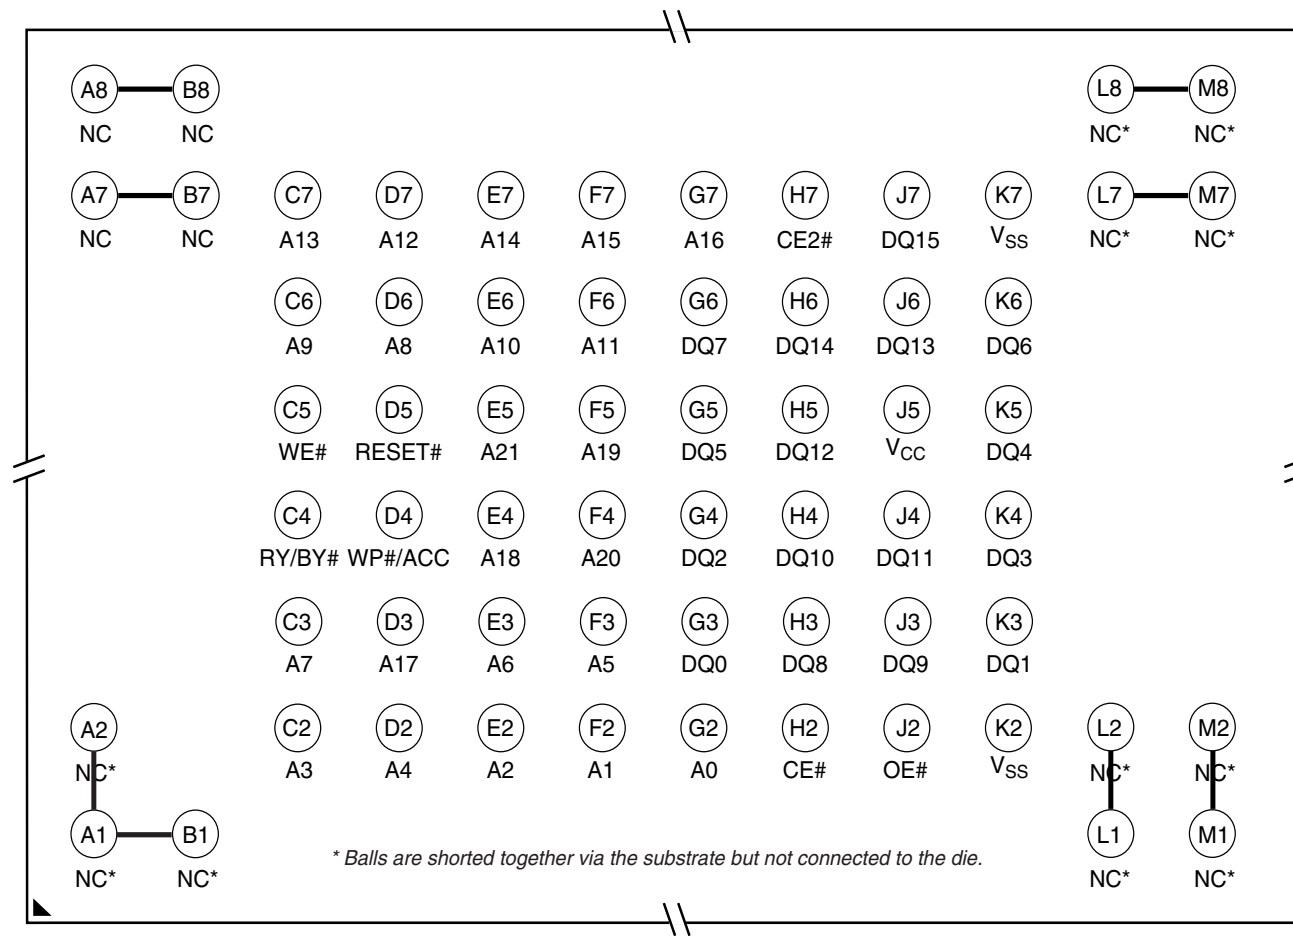 A8 B8 L8 M8
NC NC NC* NC*
A7 B7 C7 D7 E7 F7 G7 H7 J7 K7 L7 M7
NC NC A13 A12 A14 A15 A16 CE2# DQ15 VSS NC* NC*
C6 D6 E6 F6 G6 H6 J6 K6
A9 A8 A10 A11 DQ7 DQ14 DQ13 DQ6
C5 D5 E5 F5 G5 H5 J5 K5
WE# RESET# A21 A19 DQ5 DQ12 VCC DQ4
C4 D4 E4 F4 G4 H4 J4 K4
RY/BY# WP#/ACC A18 A20 DQ2 DQ10 DQ11 DQ3
C3 D3 E3 F3 G3 H3 J3 K3
A7 A17 A6 A5 DQ0 DQ8 DQ9 DQ1
A2 C2 D2 E2 F2 G2 H2 J2 K2 L2 M2
NC* A3 A4 A2 A1 A0 CE# OE# VSS NC* NC*
A1 B1 L1 M1
* Balls are shorted together via the substrate but not connected to the die.
NC* NC* NC* NC*